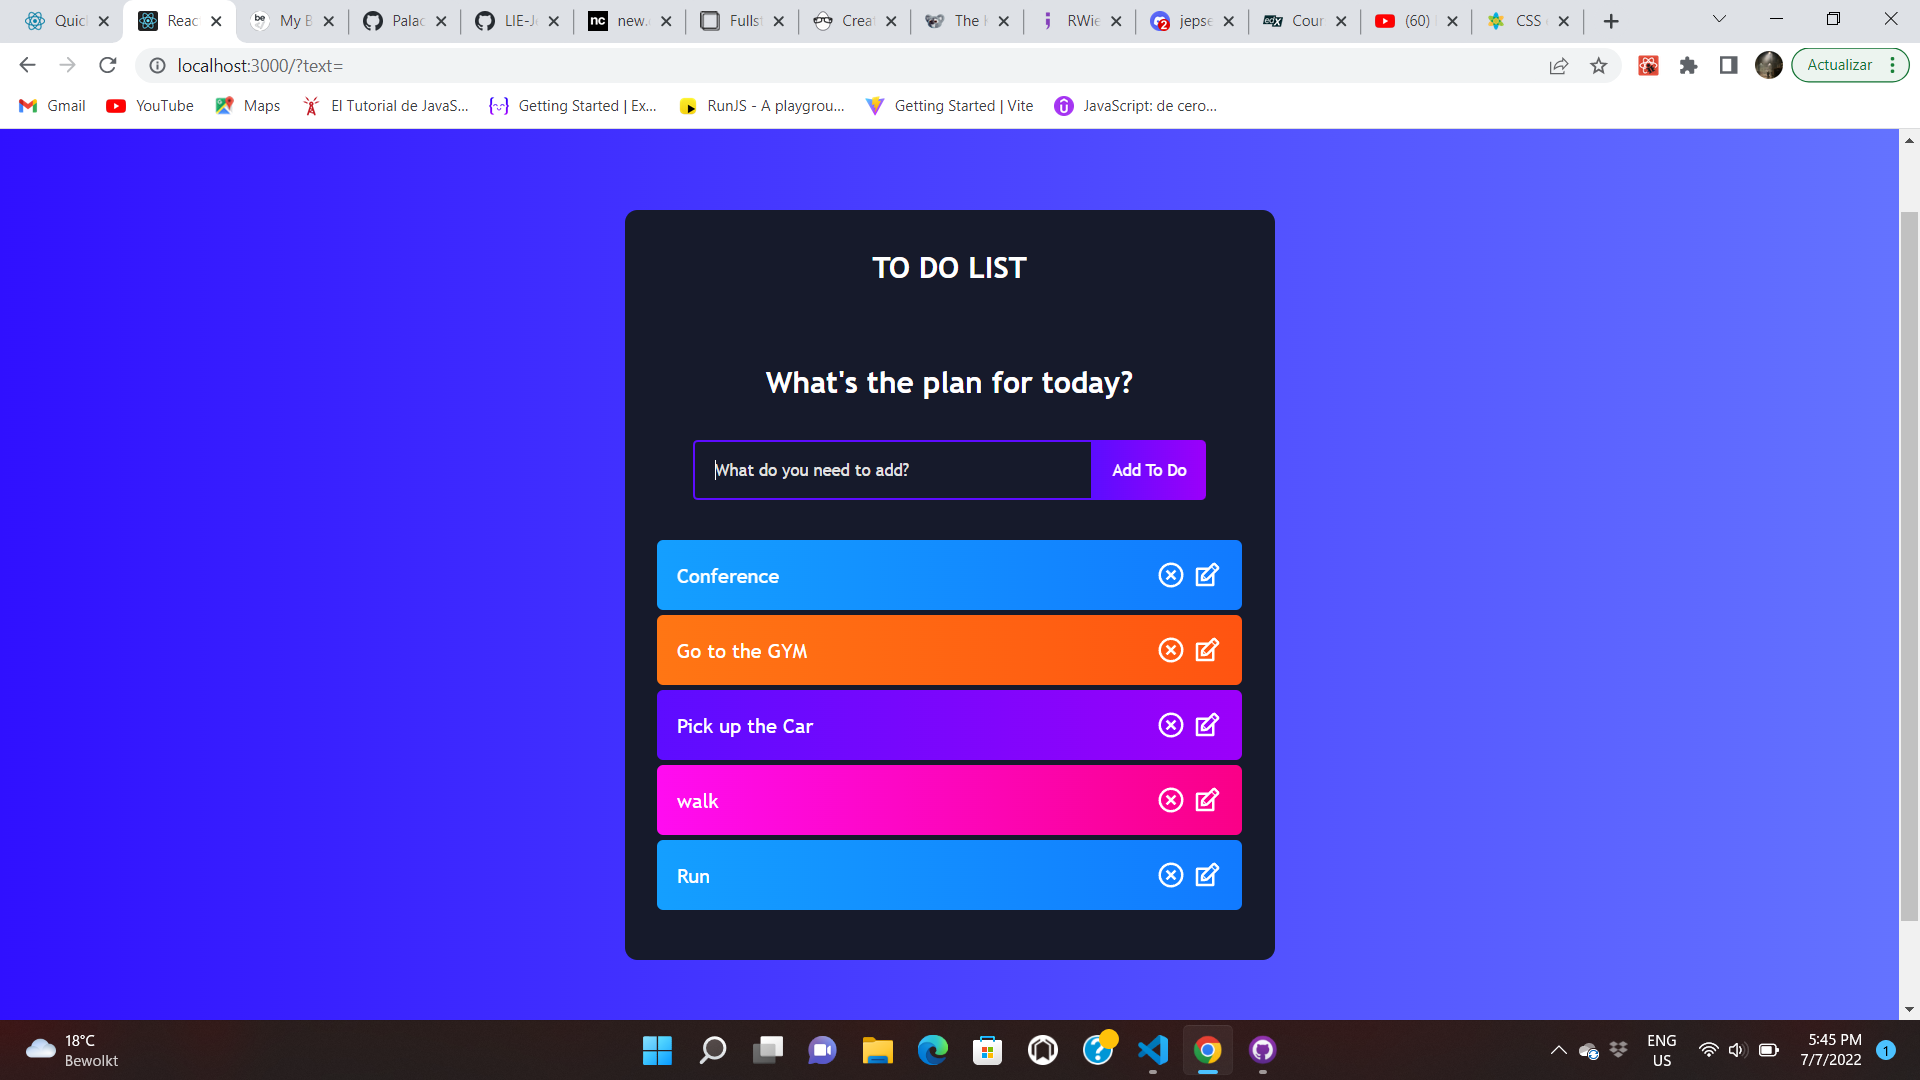 Quic
Reac
My B
Palac
LIE-J
new.
Fulls
Creat
The
RWie
jepse
Cour
(60)
CSS
localhost:3000/?text=
Actualizar
Gmail
YouTube
Maps
El Tutorial de JavaS...
Getting Started | Ex...
RunJS - A playgrou...
Getting Started | Vite
JavaScript: de cero...
TO DO LIST
What's the plan for today?
What do you need to add?
Add To Do
Conference
Go to the GYM
Pick up the Car
walk
Run
18°C
Bewolkt
ENG
US
5:45 PM
7/7/2022
1